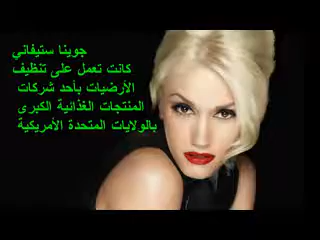 جوينا ستيفاني
كانت تعمل على تنظيف
الأرضيات بأحد شركات
المنتجات الغذائية الكبرى
بالولايات المتحدة الأمريكية